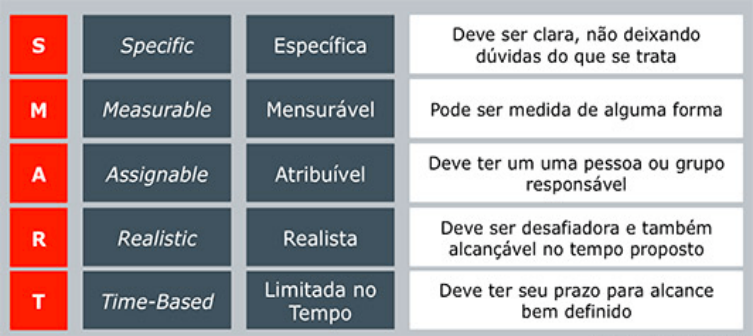 S Specific Específica Deve ser clara, não deixando
dúvidas do que se trata
M Measurable Mensurável Pode ser medida de alguma forma
A Assignable Atribuível Deve ter um uma pessoa ou grupo
responsável
R Realistic Realista Deve ser desafiadora e também
alcançável no tempo proposto
T Time-Based Limitada no
Tempo
Deve ter seu prazo para alcance
bem definido